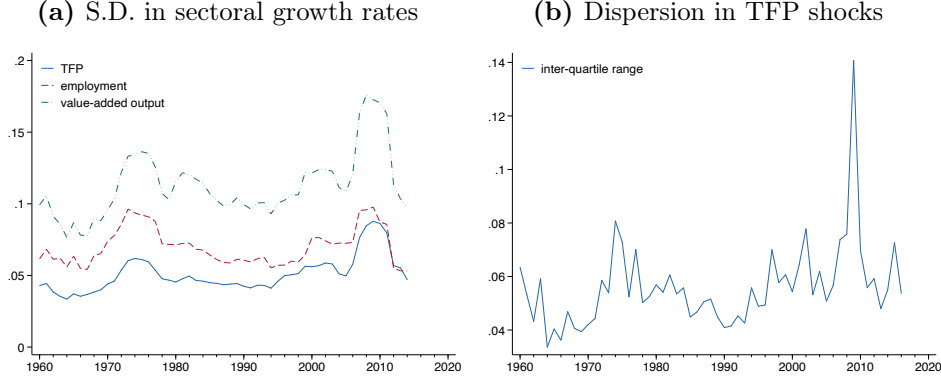 (a) S.D. in sectoral growth rates
.2
.15
.1
.05
0
TFP
employment
value-added output
1960 1970 1980 1990 2000 2010 2020
(b) Dispersion in TFP shocks
.14
.12
.1
.08
.06
.04
inter-quartile range
1960 1970 1980 1990 2000 2010 2020